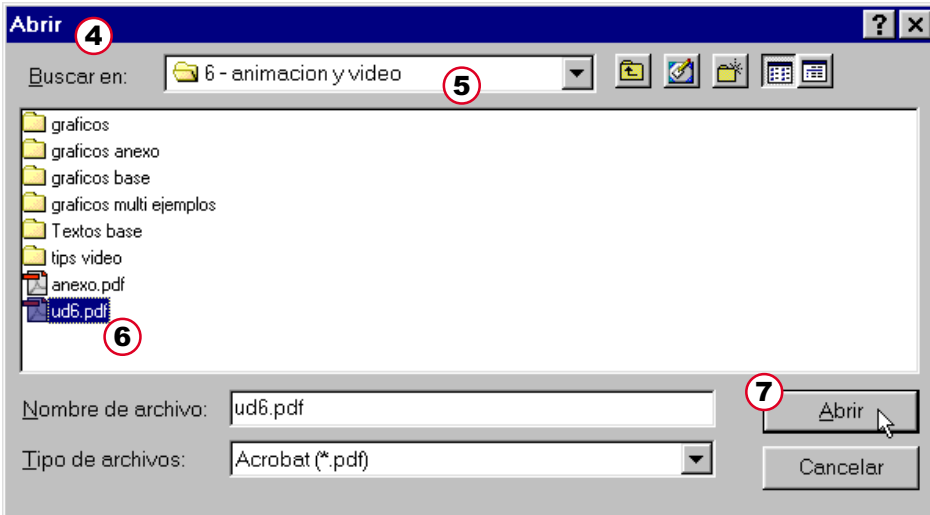 Abrir
4
? ×
Buscar en: 6 - animacion y video
5
graficos
graficos anexo
graficos base
graficos multi ejemplos
Textos base
tips video
anexo.pdf
ud6.pdf
6
Nombre de archivo: ud6.pdf
7
Abrir
Tipo de archivos: Acrobat (*.pdf)
Cancelar